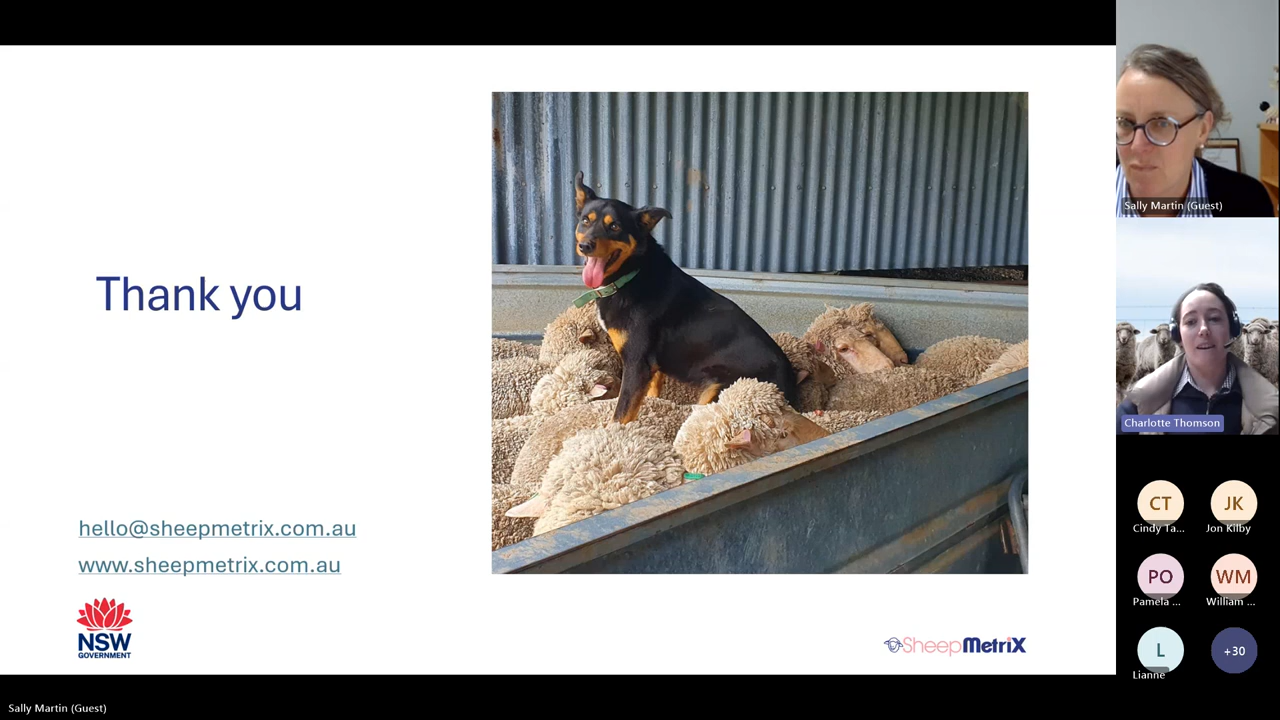 Thank you
hello@sheepmetrix.com.au
www.sheepmetrix.com.au
NSW
GOVERNMENT
SheepMetriX
Sally Martin (Guest)
Charlotte Thomson
CT
JK
Cindy Ta...
Jon Kilby
PO
WM
Pamela ...
William ...
L
+30
Lianne
Sally Martin (Guest)